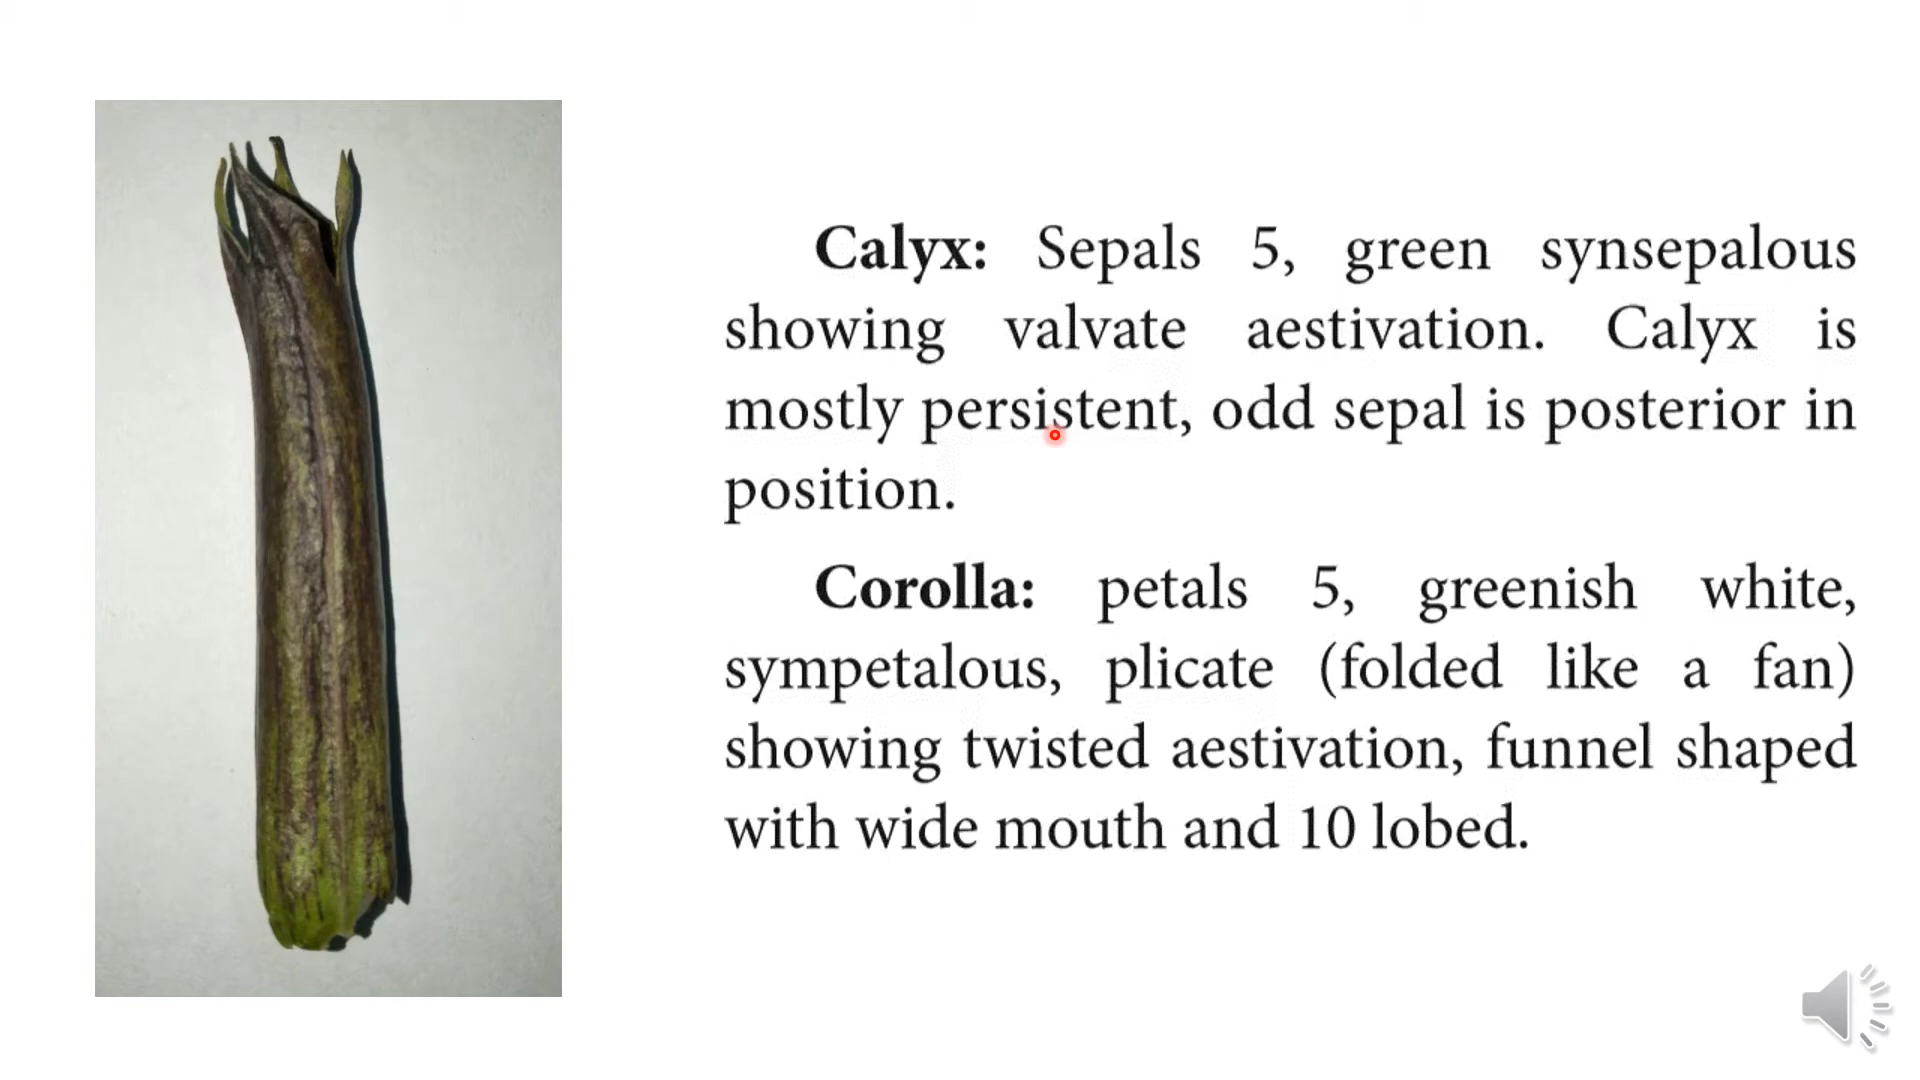 Calyx: Sepals 5, green synsepalous
showing valvate aestivation. Calyx is
mostly persistent, odd sepal is posterior in
position.
Corolla: petals 5, greenish white,
sympetalous, plicate (folded like a fan)
showing twisted aestivation, funnel shaped
with wide mouth and 10 lobed.